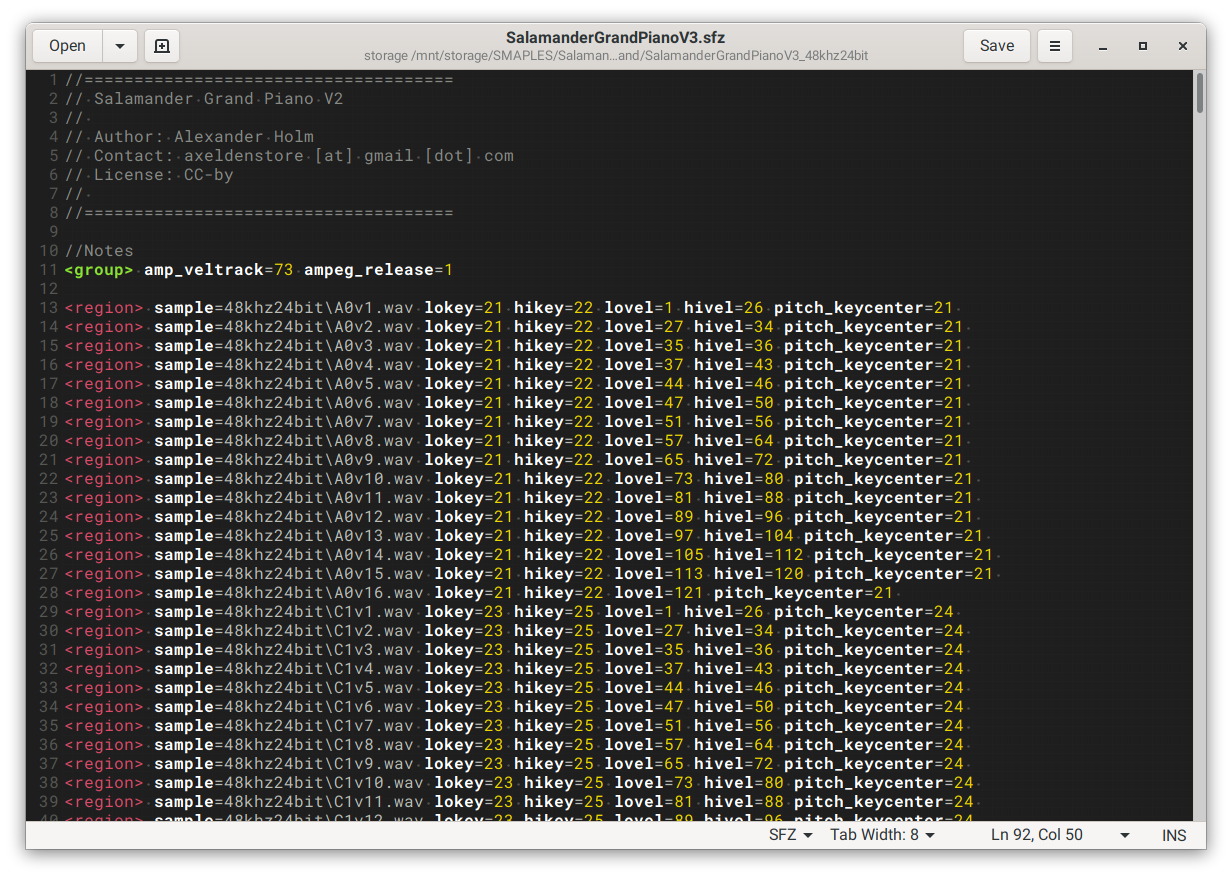 Open
SalamanderGrandPianoV3.sfz
storage /mnt/storage/SMAPLES/Salaman...and/SalamanderGrandPianoV3_48khz24bit
Save
1 //=====================================
2 // Salamander Grand Piano V2
3 //
4 // Author: Alexander Holm
5 // Contact: axeldenstore [at] gmail [dot] com
6 // License: CC-by
7 //
8 //=====================================
9
10 //Notes
11 <group> amp_veltrack=73 ampeg_release=1
12
13 <region> sample=48khz24bit\A0v1.wav lokey=21 hikey=22 lovel=1 hivel=26 pitch_keycenter=21
14 <region> sample=48khz24bit\A0v2.wav lokey=21 hikey=22 lovel=27 hivel=34 pitch_keycenter=21
15 <region> sample=48khz24bit\A0v3.wav lokey=21 hikey=22 lovel=35 hivel=36 pitch_keycenter=21
16 <region> sample=48khz24bit\A0v4.wav lokey=21 hikey=22 lovel=37 hivel=43 pitch_keycenter=21
17 <region> sample=48khz24bit\A0v5.wav lokey=21 hikey=22 lovel=44 hivel=46 pitch_keycenter=21
18 <region> sample=48khz24bit\A0v6.wav lokey=21 hikey=22 lovel=47 hivel=50 pitch_keycenter=21
19 <region> sample=48khz24bit\A0v7.wav lokey=21 hikey=22 lovel=51 hivel=56 pitch_keycenter=21
20 <region> sample=48khz24bit\A0v8.wav lokey=21 hikey=22 lovel=57 hivel=64 pitch_keycenter=21
21 <region> sample=48khz24bit\A0v9.wav lokey=21 hikey=22 lovel=65 hivel=72 pitch_keycenter=21
22 <region> sample=48khz24bit\A0v10.wav lokey=21 hikey=22 lovel=73 hivel=80 pitch_keycenter=21
23 <region> sample=48khz24bit\A0v11.wav lokey=21 hikey=22 lovel=81 hivel=88 pitch_keycenter=21
24 <region> sample=48khz24bit\A0v12.wav lokey=21 hikey=22 lovel=89 hivel=96 pitch_keycenter=21
25 <region> sample=48khz24bit\A0v13.wav lokey=21 hikey=22 lovel=97 hivel=104 pitch_keycenter=21
26 <region> sample=48khz24bit\A0v14.wav lokey=21 hikey=22 lovel=105 hivel=112 pitch_keycenter=21
27 <region> sample=48khz24bit\A0v15.wav lokey=21 hikey=22 lovel=113 hivel=120 pitch_keycenter=21
28 <region> sample=48khz24bit\A0v16.wav lokey=21 hikey=22 lovel=121 pitch_keycenter=21
29 <region> sample=48khz24bit\C1v1.wav lokey=23 hikey=25 lovel=1 hivel=26 pitch_keycenter=24
30 <region> sample=48khz24bit\C1v2.wav lokey=23 hikey=25 lovel=27 hivel=34 pitch_keycenter=24
31 <region> sample=48khz24bit\C1v3.wav lokey=23 hikey=25 lovel=35 hivel=36 pitch_keycenter=24
32 <region> sample=48khz24bit\C1v4.wav lokey=23 hikey=25 lovel=37 hivel=43 pitch_keycenter=24
33 <region> sample=48khz24bit\C1v5.wav lokey=23 hikey=25 lovel=44 hivel=46 pitch_keycenter=24
34 <region> sample=48khz24bit\C1v6.wav lokey=23 hikey=25 lovel=47 hivel=50 pitch_keycenter=24
35 <region> sample=48khz24bit\C1v7.wav lokey=23 hikey=25 lovel=51 hivel=56 pitch_keycenter=24
36 <region> sample=48khz24bit\C1v8.wav lokey=23 hikey=25 lovel=57 hivel=64 pitch_keycenter=24
37 <region> sample=48khz24bit\C1v9.wav lokey=23 hikey=25 lovel=65 hivel=72 pitch_keycenter=24
38 <region> sample=48khz24bit\C1v10.wav lokey=23 hikey=25 lovel=73 hivel=80 pitch_keycenter=24
39 <region> sample=48khz24bit\C1v11.wav lokey=23 hikey=25 lovel=81 hivel=88 pitch_keycenter=24
40 <region> sample=48khz24bit\C1v12.wav lokey=23 hikey=25 lovel=89 hivel=96 pitch_keycenter=24
SFZ
Tab Width: 8
Ln 92, Col 50
INS